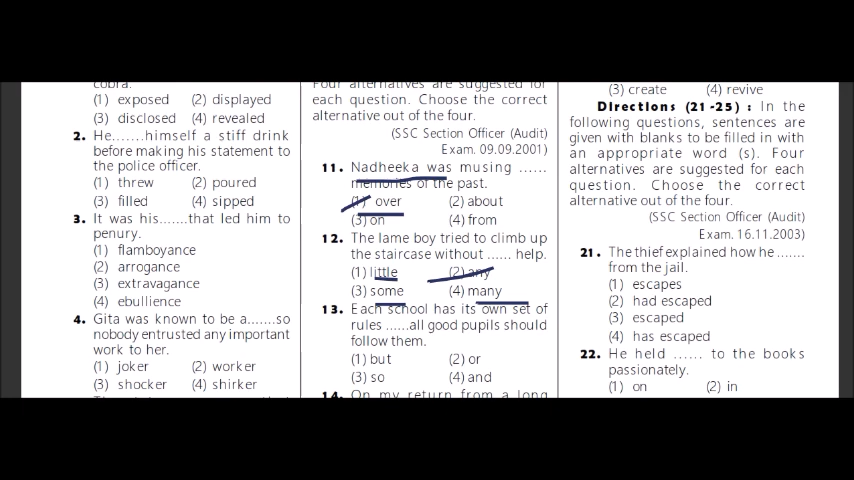 cobra.
(1) exposed (2) displayed
(3) disclosed (4) revealed
2. He.......himself a stiff drink
before making his statement to
the police officer.
(1) threw (2) poured
(3) filled (4) sipped
3. It was his.......that led him to
penury.
(1) flamboyance
(2) arrogance
(3) extravagance
(4) ebullience
4. Gita was known to be a.......so
nobody entrusted any important
work to her.
(1) joker (2) worker
(3) shocker (4) shirker
Four alternatives are suggested for
each question. Choose the correct
alternative out of the four.
(SSC Section Officer (Audit)
Exam. 09.09.2001)
11. Nadheeka was musing ......
memories of the past.
(1) over (2) about
(3) on (4) from
12. The lame boy tried to climb up
the staircase without ...... help.
(1) little (2) any
(3) some (4) many
13. Each school has its own set of
rules ......all good pupils should
follow them.
(1) but (2) or
(3) so (4) and
14. On my return from a long
(3) create (4) revive
Directions (21-25) : In the
following questions, sentences are
given with blanks to be filled in with
an appropriate word (s). Four
alternatives are suggested for each
question. Choose the correct
alternative out of the four.
(SSC Section Officer (Audit)
Exam. 16.11.2003)
21. The thief explained how he .......
from the jail.
(1) escapes
(2) had escaped
(3) escaped
(4) has escaped
22. He held ...... to the books
passionately.
(1) on (2) in